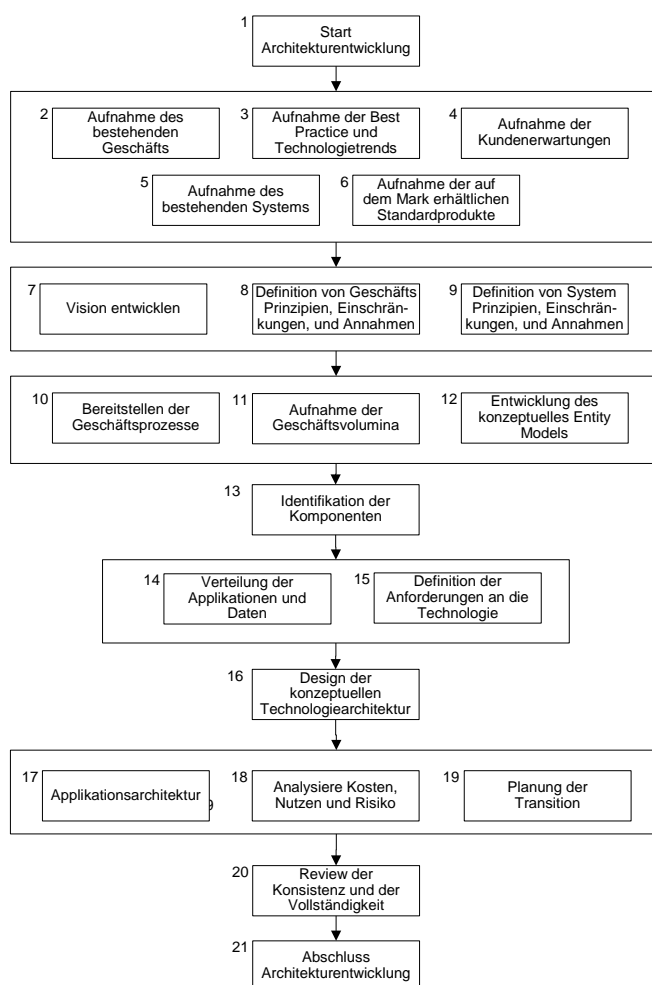 1
Start
Architekturentwicklung
2
Aufnahme des
bestehenden
Geschäfts
3
Aufnahme der Best
Practice und
Technologietrends
4
Aufnahme der
Kundenerwartungen
5
Aufnahme des
bestehenden Systems
6
Aufnahme der auf
dem Mark erhältlichen
Standardprodukte
7
Vision entwicklen
8
Definition von Geschäfts
Prinzipien, Einschrän-
kungen, und Annahmen
9
Definition von System
Prinzipien, Einschrän-
kungen, und Annahmen
10
Bereitstellen der
Geschäftsprozesse
11
Aufnahme der
Geschäftsvolumina
12
Entwicklung des
konzeptuelles Entity
Models
13
Identifikation der
Komponenten
14
Verteilung der
Applikationen und
Daten
15
Definition der
Anforderungen an die
Technologie
16
Design der
konzeptuellen
Technologiearchitektur
17
Applikationsarchitektur
9
18
Analysiere Kosten,
Nutzen und Risiko
19
Planung der
Transition
20
Review der
Konsistenz und der
Vollständigkeit
21
Abschluss
Architekturentwicklung